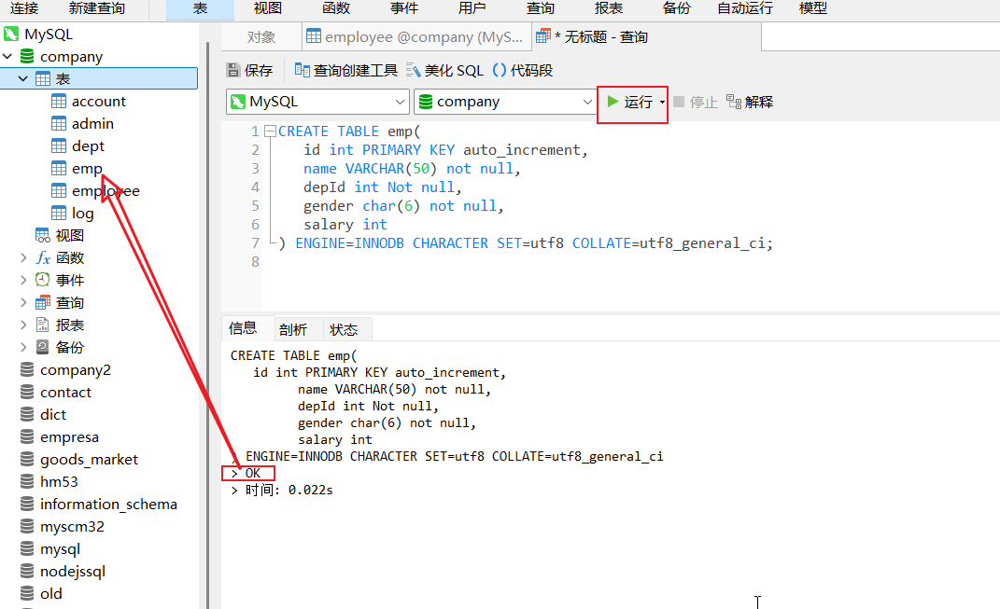 连接 新建查询 表 视图 函数 事件 用户 查询 报表 备份 自动运行 模型
MySQL
company
表
account
admin
dept
emp
employee
log
视图
函数
事件
查询
报表
备份
company2
contact
dict
empresa
goods_market
hm53
information_schema
myscm32
mysql
nodejssql
old
对象 employee @company (MyS... * 无标题 - 查询
保存 查询创建工具 美化 SQL () 代码段
MySQL company 运行 停止 解释
1 CREATE TABLE emp(
2 id int PRIMARY KEY auto_increment,
3 name VARCHAR(50) not null,
4 depId int Not null,
5 gender char(6) not null,
6 salary int
7 ) ENGINE=INNODB CHARACTER SET=utf8 COLLATE=utf8_general_ci;
8
信息 剖析 状态
CREATE TABLE emp(
id int PRIMARY KEY auto_increment,
name VARCHAR(50) not null,
depId int Not null,
gender char(6) not null,
salary int
) ENGINE=INNODB CHARACTER SET=utf8 COLLATE=utf8_general_ci
> OK
> 时间: 0.022s